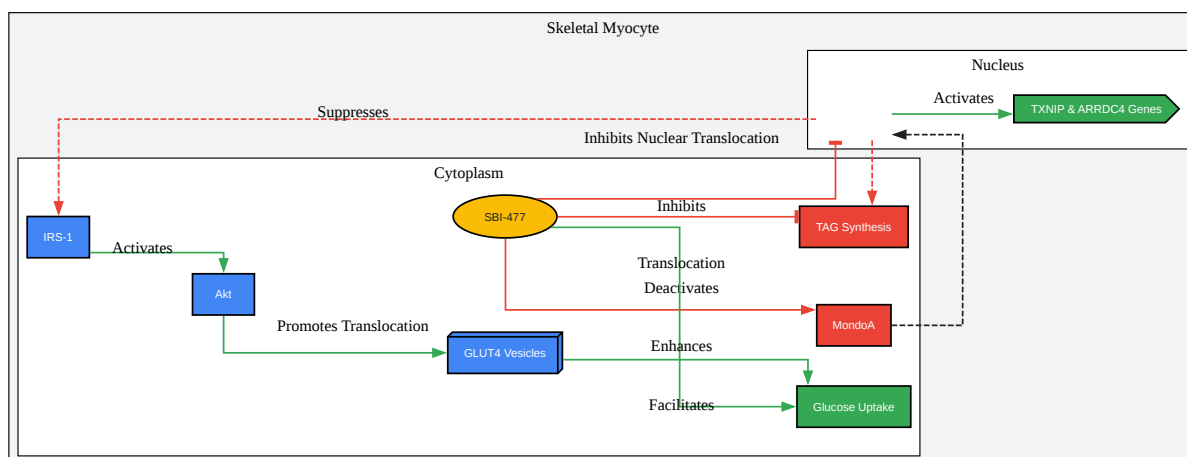 Skeletal Myocyte
Nucleus
Activates
TXNIP & ARRDC4 Genes
Suppresses
Inhibits Nuclear Translocation
Cytoplasm
SBI-477
Inhibits
TAG Synthesis
IRS-1
Activates
Translocation
Deactivates
Akt
MondoA
Promotes Translocation
GLUT4 Vesicles
Enhances
Facilitates
Glucose Uptake